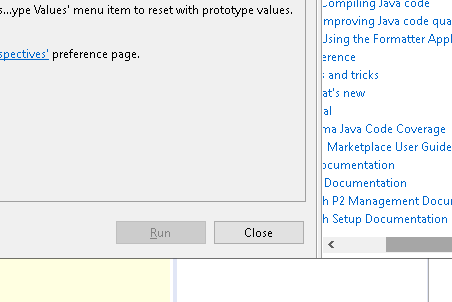 s...ype Values' menu item to reset with prototype values.
spectives' preference page.
Run
Close
Compiling Java code
mproving Java code qua
Using the Formatter Appl
erence
s and tricks
at's new
al
ma Java Code Coverage
Marketplace User Guide
ocumentation
Documentation
h P2 Management Docu
h Setup Documentation